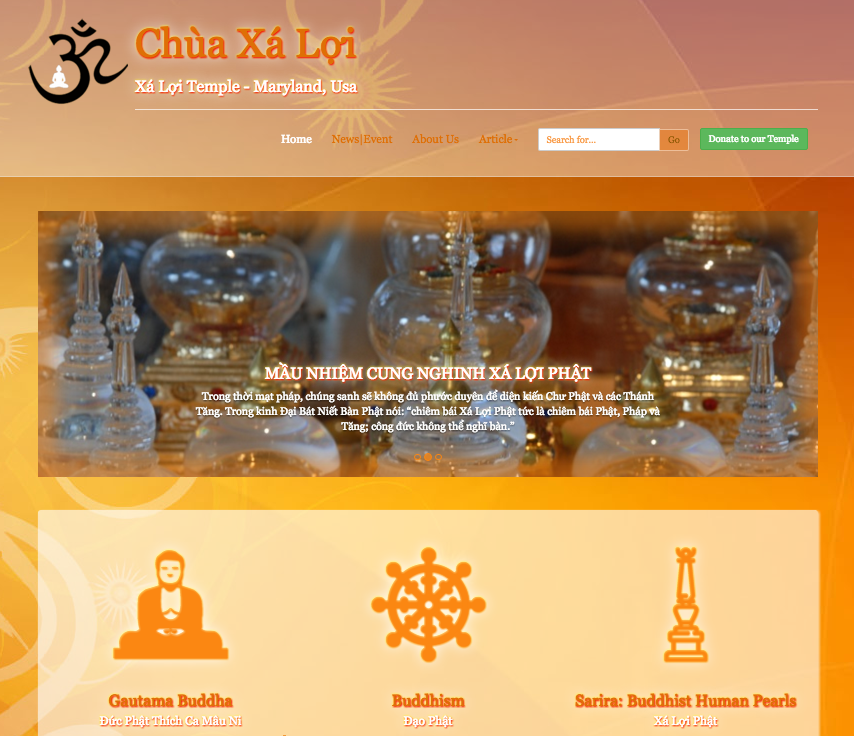 Chùa Xá Lợi
Xá Lợi Temple - Maryland, Usa
Home News|Event About Us Article Search for... Go Donate to our Temple
MẦU NHIỆM CUNG NGHINH XÁ LỢI PHẬT
Trong thời mạt pháp, chúng sanh sẽ không đủ phước duyên để diện kiến Chư Phật và các Thánh
Tăng. Trong kinh Đại Bát Niết Bàn Phật nói: “chiêm bái Xá Lợi Phật tức là chiêm bái Phật, Pháp và
Tăng; công đức không thể nghĩ bàn.”
Gautama Buddha Buddhism Sarira: Buddhist Human Pearls
Đức Phật Thích Ca Mâu Ni Đạo Phật Xá Lợi Phật